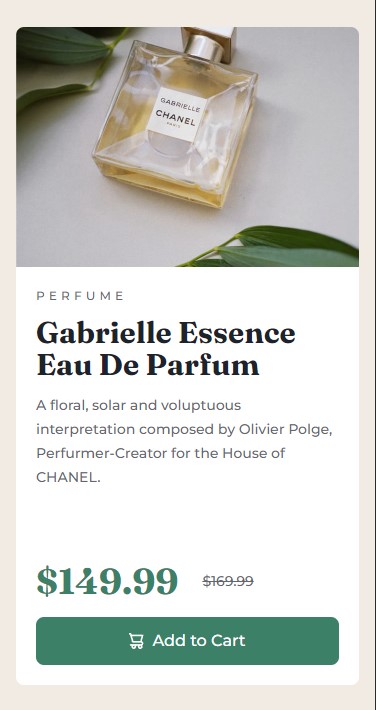 GABRIELLE
CHANEL
PARIS
PERFUME
Gabrielle Essence
Eau De Parfum
A floral, solar and voluptuous
interpretation composed by Olivier Polge,
Perfurmer-Creator for the House of
CHANEL.
$149.99 $169.99
Add to Cart